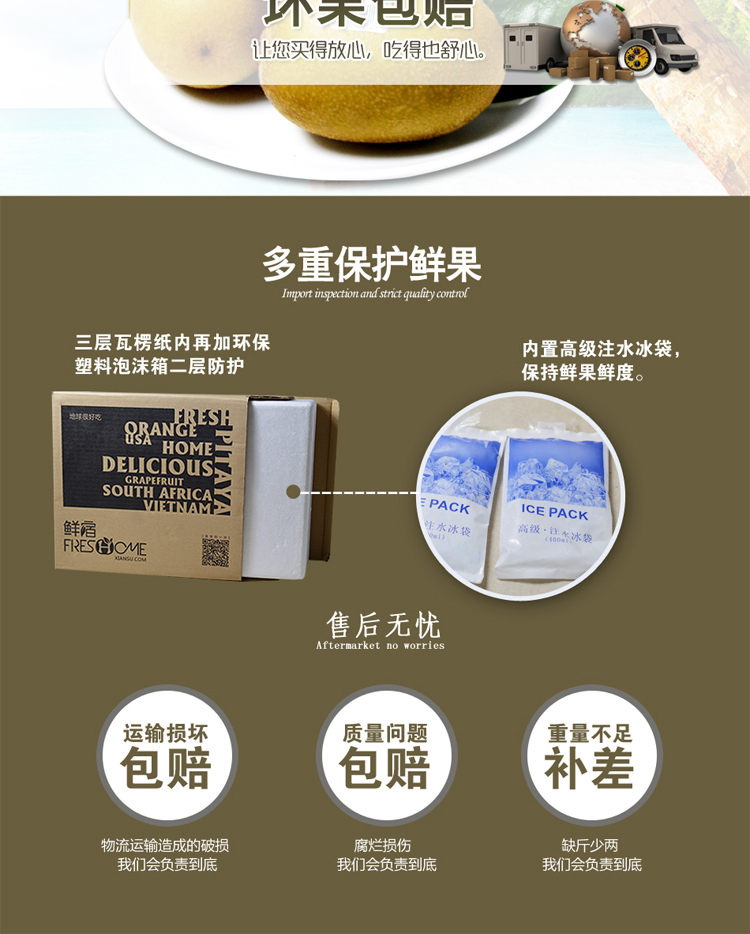 坏果包赔
让您买得放心，吃得也舒心。
多重保护鲜果
Import inspection and strict quality control
三层瓦楞纸内再加环保
塑料泡沫箱二层防护
内置高级注水冰袋，
保持鲜果鲜度。
地球很好吃
FRESH
ORANGE
USA
HOME
PITAYA
DELICIOUS
GRAPEFRUIT
SOUTH AFRICA
VIETNAM
鲜宿
FRESHOME
XIANSU.COM
E PACK
注水冰袋
0ml)
ICE PACK
高级·注水冰袋
(400ml)
售后无忧
Aftermarket no worries
运输损坏
包赔
质量问题
包赔
重量不足
补差
物流运输造成的破损
我们会负责到底
腐烂损伤
我们会负责到底
缺斤少两
我们会负责到底